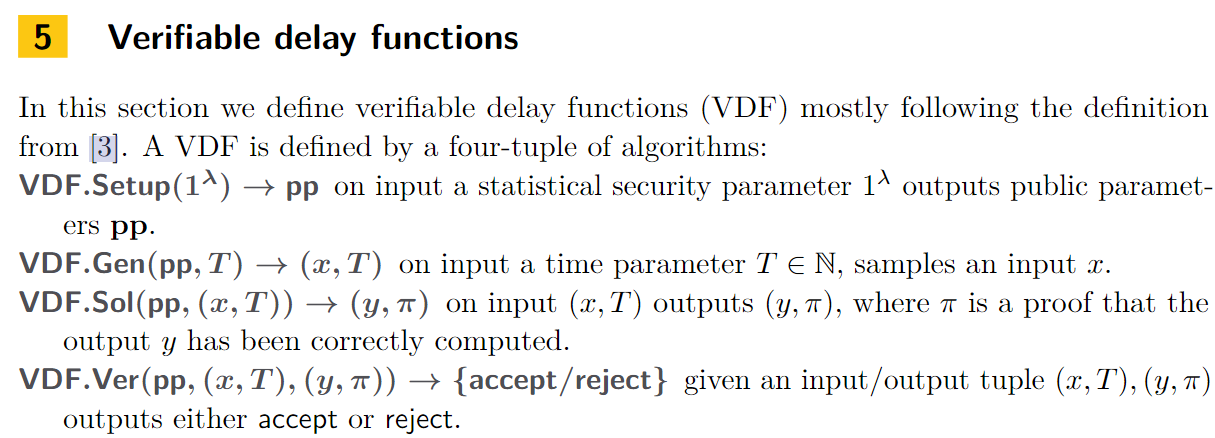 5 Verifiable delay functions
In this section we define verifiable delay functions (VDF) mostly following the definition
from [3]. A VDF is defined by a four-tuple of algorithms:
VDF.Setup(1^λ) → pp on input a statistical security parameter 1^λ outputs public paramet-
ers pp.
VDF.Gen(pp, T) → (x, T) on input a time parameter T ∈ ℕ, samples an input x.
VDF.Sol(pp, (x, T)) → (y, π) on input (x, T) outputs (y, π), where π is a proof that the
output y has been correctly computed.
VDF.Ver(pp, (x, T), (y, π)) → {accept/reject} given an input/output tuple (x, T), (y, π)
outputs either accept or reject.